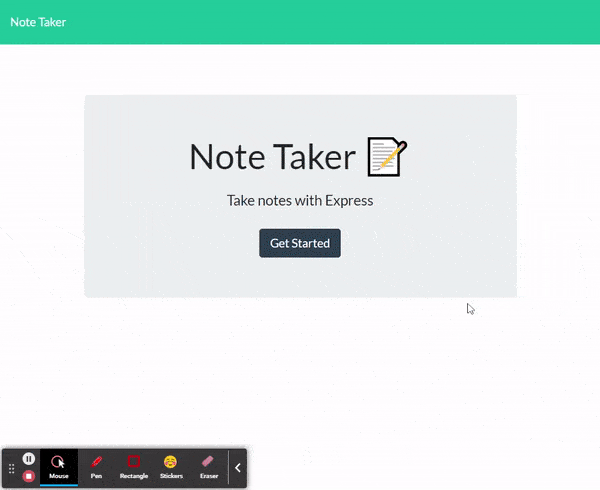 Note Taker
Note Taker
Take notes with Express
Get Started
Mouse Pen Rectangle Stickers Eraser